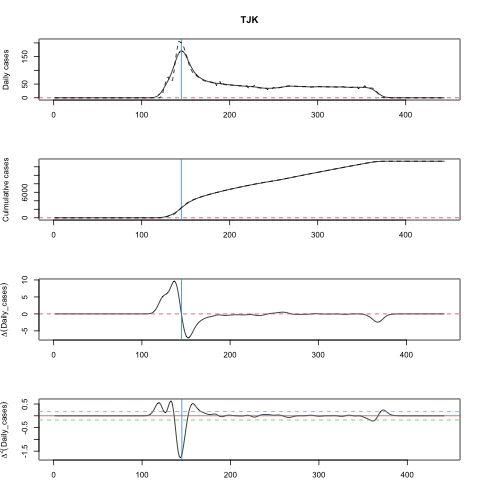 TJK
Daily cases
0 50 150
0 100 200 300 400
Culmulative cases
0 6000
0 100 200 300 400
Δ(Daily_cases)
-5 0 5 10
0 100 200 300 400
Δ²(Daily_cases)
-1.5 -0.5 0.5
0 100 200 300 400